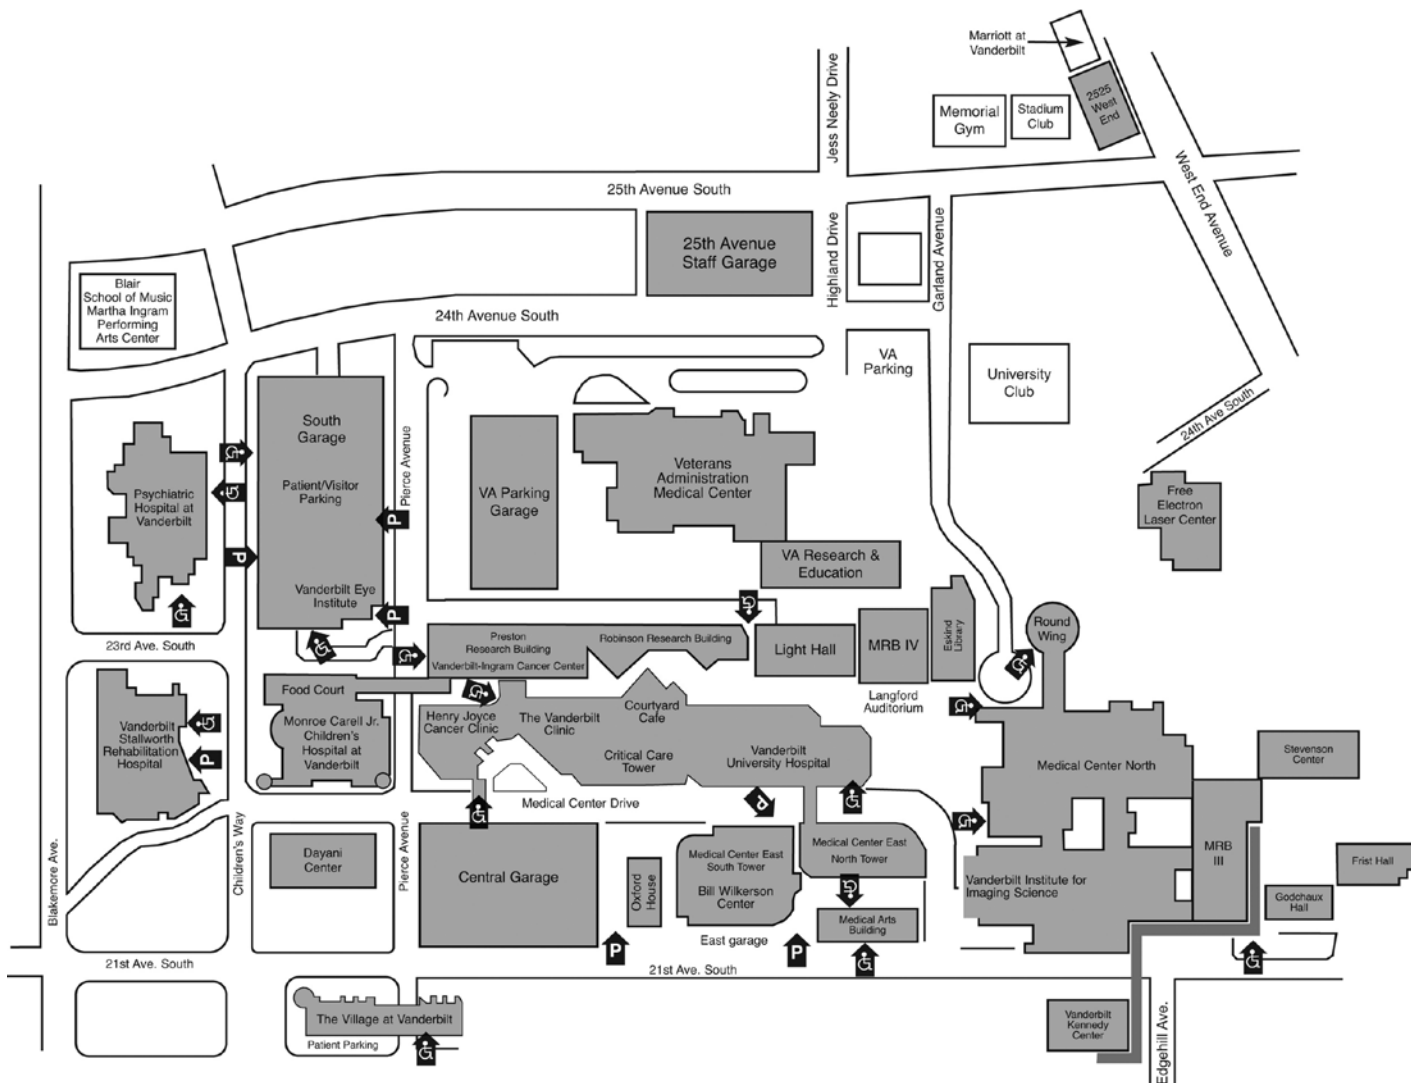 Marriott at
Vanderbilt
2525
West
End
Memorial
Gym
Stadium
Club
Jess Neely Drive
West End Avenue
25th Avenue South
25th Avenue
Staff Garage
Highland Drive
Garland Avenue
Blair
School of Music
Martha Ingram
Performing
Arts Center
24th Avenue South
VA
Parking
University
Club
24th Ave South
South
Garage
Patient/Visitor
Parking
Pierce Avenue
Psychiatric
Hospital at
Vanderbilt
VA Parking
Garage
Veterans
Administration
Medical Center
Free
Electron
Laser Center
P
P
VA Research &
Education
Vanderbilt Eye
Institute
P
23rd Ave. South
Preston
Research
Building
Vanderbilt-Ingram Cancer Center
Robinson Research Building
Light Hall
MRB IV
Eskind
Library
Round
Wing
Langford
Auditorium
Food Court
Monroe Carell Jr.
Children's
Hospital at
Vanderbilt
Henry Joyce
Cancer Clinic
The Vanderbilt
Clinic
Courtyard
Cafe
Critical Care
Tower
Vanderbilt
University Hospital
Vanderbilt
Stallworth
Rehabilitation
Hospital
P
Medical Center North
Stevenson
Center
Medical Center Drive
P
Blakemore Ave.
Children's Way
Dayani
Center
Pierce Avenue
Central Garage
Oxford
House
Medical Center East
South Tower
Bill Wilkerson
Center
Medical Center East
North Tower
Medical Arts
Building
Vanderbilt Institute for
Imaging Science
MRB
III
Frist Hall
Godchaux
Hall
P
East garage
P
21st Ave. South
21st Ave. South
The Village at Vanderbilt
Patient Parking
Vanderbilt
Kennedy
Center
Edgehill Ave.